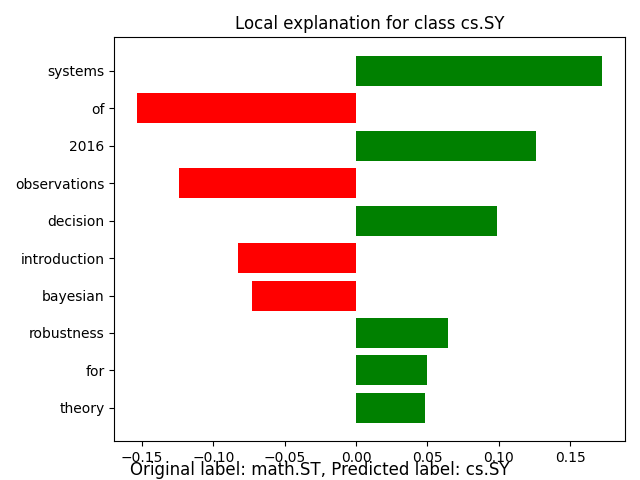 Local explanation for class cs.SY
systems
of
2016
observations
decision
introduction
bayesian
robustness
for
theory
−0.15 −0.10 −0.05 0.00 0.05 0.10 0.15
Original label: math.ST, Predicted label: cs.SY